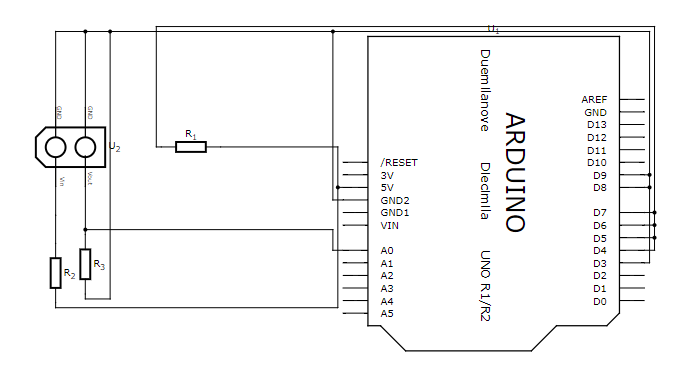 U1
GND
GND
U2
Vin
Vout
R1
R2
R3
Duemilanove
Diecimila
UNO R1/R2
ARDUINO
/RESET
3V
5V
GND2
GND1
VIN
A0
A1
A2
A3
A4
A5
AREF
GND
D13
D12
D11
D10
D9
D8
D7
D6
D5
D4
D3
D2
D1
D0